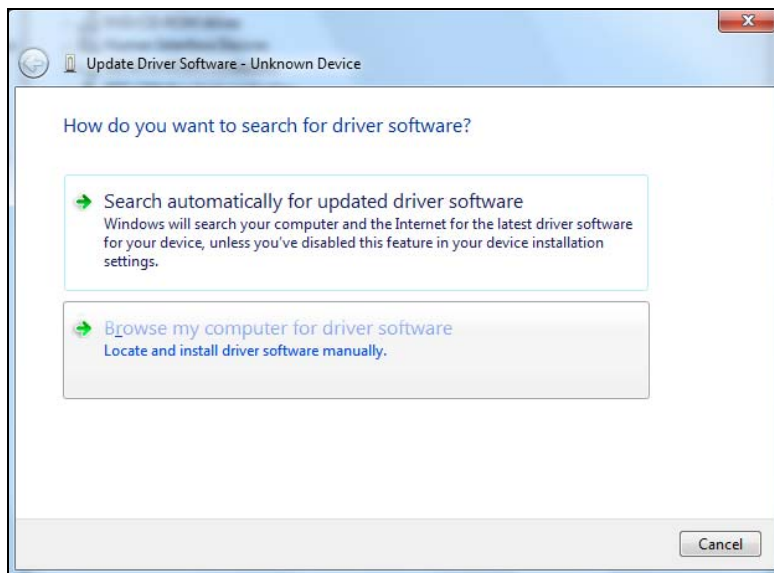 Update Driver Software - Unknown Device
How do you want to search for driver software?
Search automatically for updated driver software
Windows will search your computer and the Internet for the latest driver software
for your device, unless you've disabled this feature in your device installation
settings.
Browse my computer for driver software
Locate and install driver software manually.
Cancel